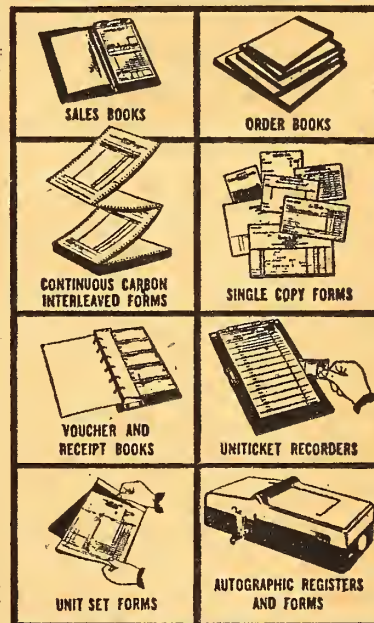 SALES BOOKS
ORDER BOOKS
CONTINUOUS CARBON
INTERLEAVED FORMS
SINGLE COPY FORMS
VOUCHER AND
RECEIPT BOOKS
UNITICKET RECORDERS
UNIT SET FORMS
AUTOGRAPHIC REGISTERS
AND FORMS